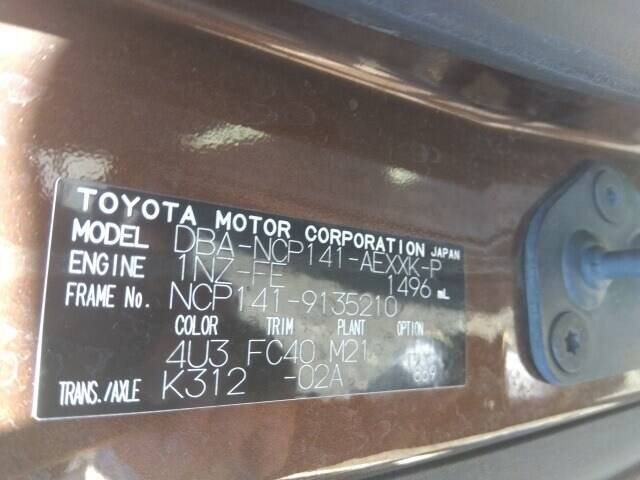 TOYOTA MOTOR CORPORATION JAPAN
MODEL DBA-NCP141-AEXXK-P
ENGINE 1NZ-FE 1496 mL
FRAME No. NCP141-9135210
COLOR TRIM PLANT OPTION
4U3 FC40 M21
TRANS./AXLE K312 -02A